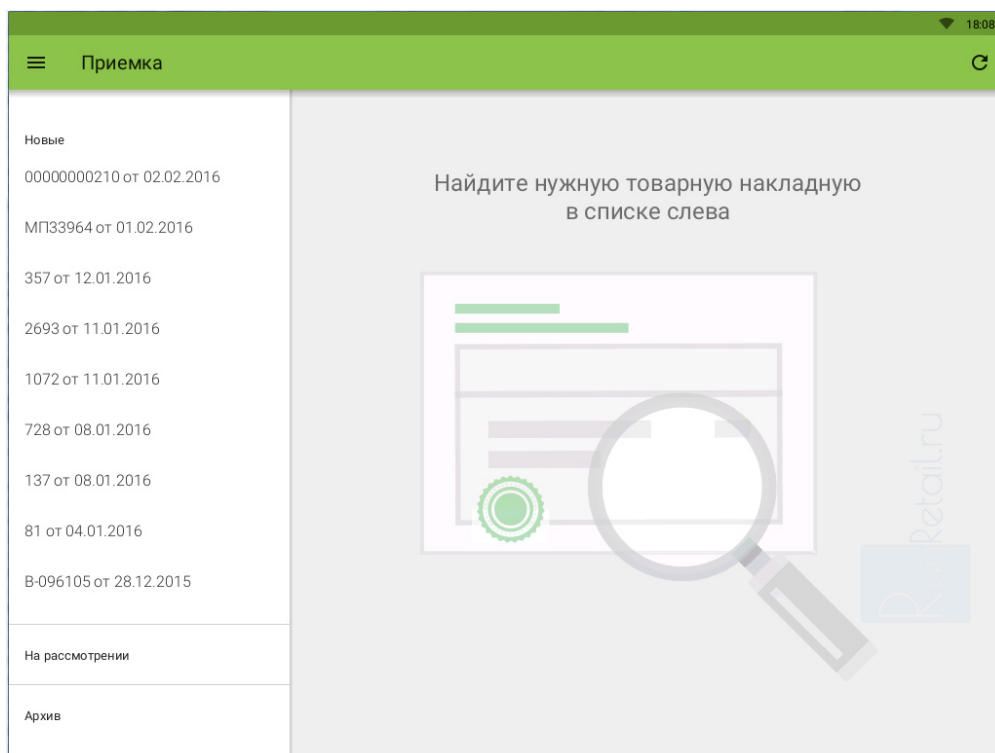 18:08
Приемка
Новые
00000000210 от 02.02.2016
МП33964 от 01.02.2016
357 от 12.01.2016
2693 от 11.01.2016
1072 от 11.01.2016
728 от 08.01.2016
137 от 08.01.2016
81 от 04.01.2016
В-096105 от 28.12.2015
На рассмотрении
Архив
Найдите нужную товарную накладную
в списке слева
Retail.ru